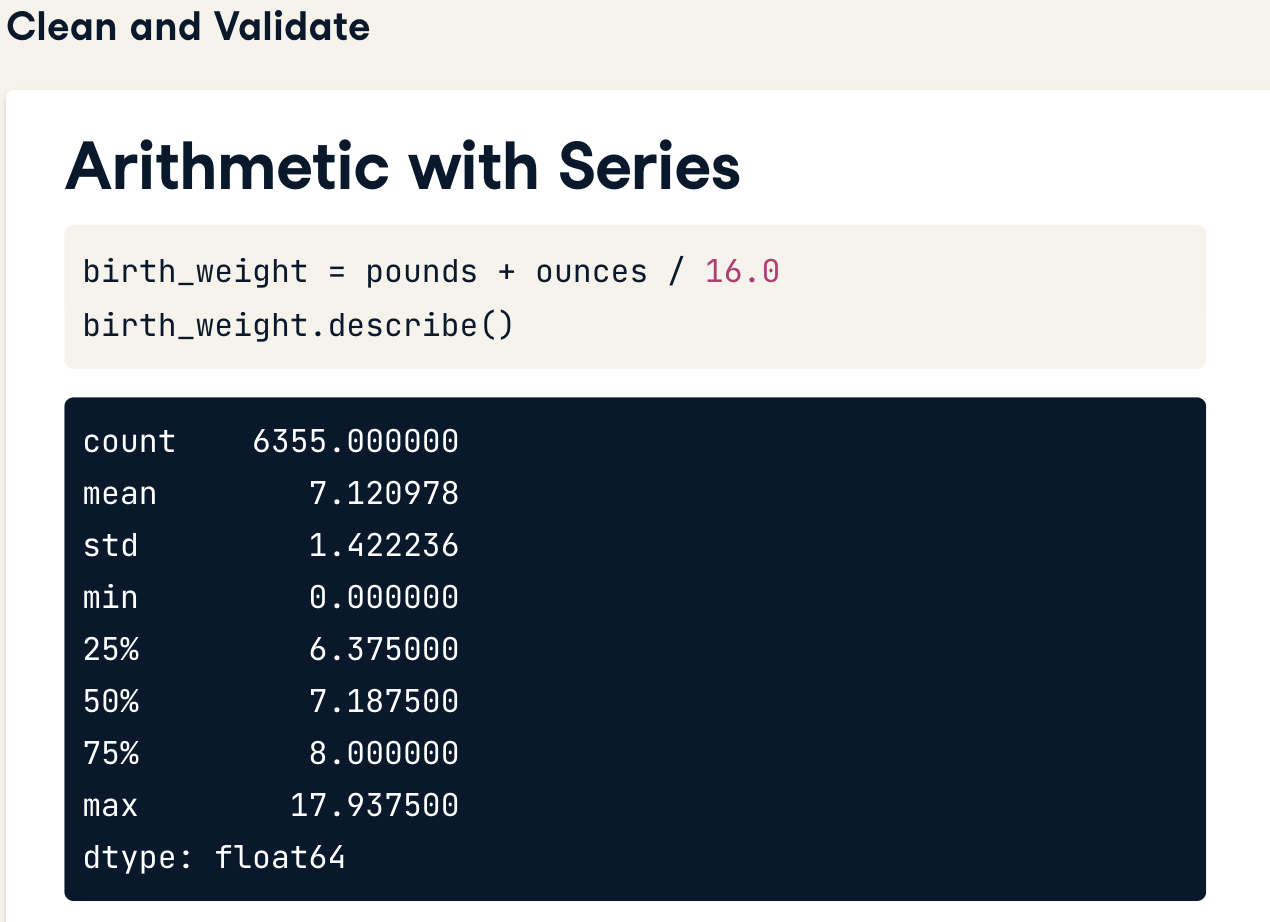 Clean and Validate
Arithmetic with Series
birth_weight = pounds + ounces / 16.0
birth_weight.describe()
count    6355.000000
mean        7.120978
std         1.422236
min         0.000000
25%         6.375000
50%         7.187500
75%         8.000000
max        17.937500
dtype: float64